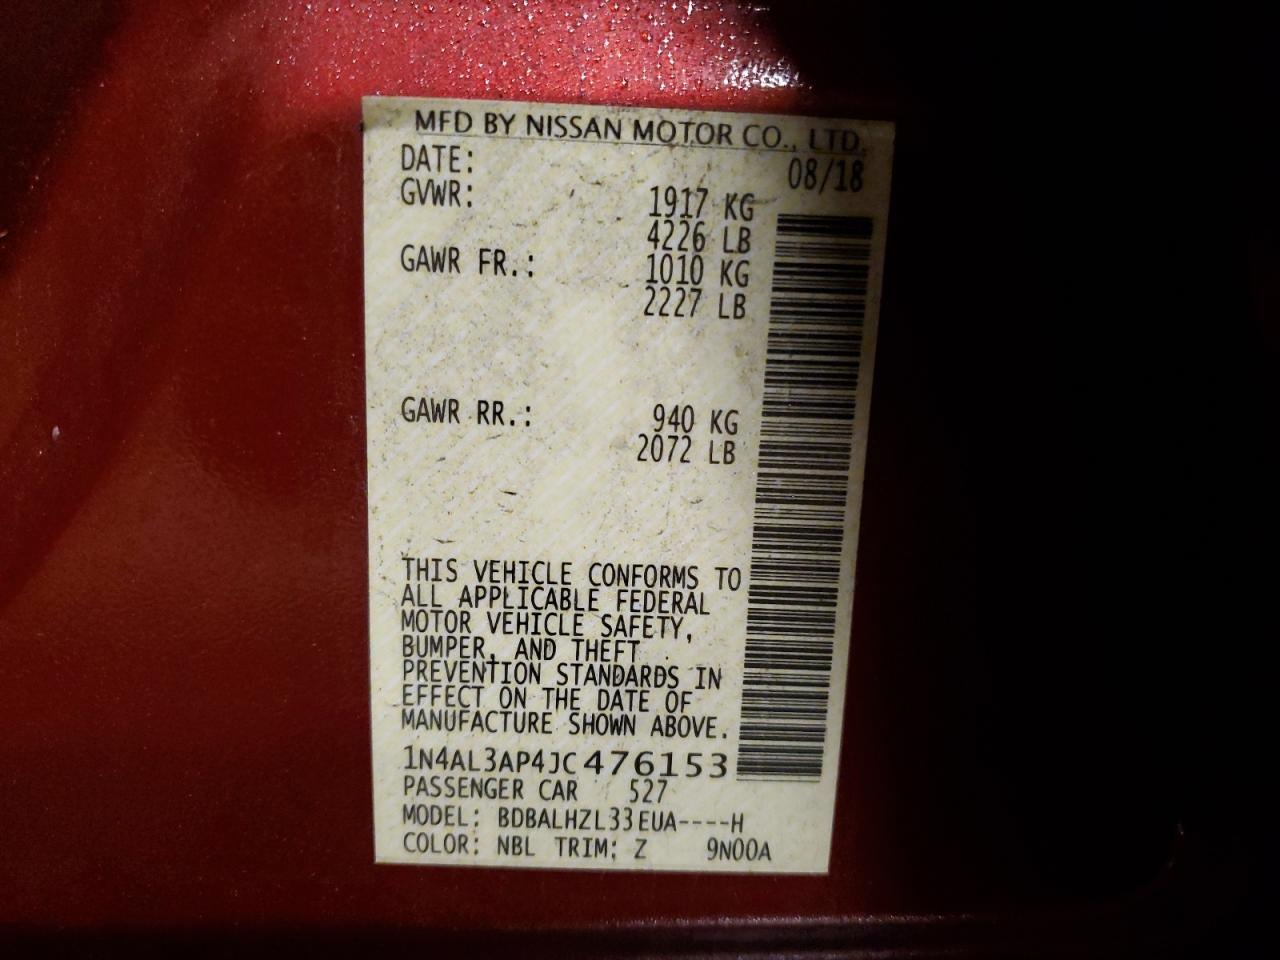 MFD BY NISSAN MOTOR CO., LTD.
DATE: 08/18
GVWR: 1917 KG
4226 LB
GAWR FR.: 1010 KG
2227 LB
GAWR RR.: 940 KG
2072 LB
THIS VEHICLE CONFORMS TO
ALL APPLICABLE FEDERAL
MOTOR VEHICLE SAFETY,
BUMPER, AND THEFT
PREVENTION STANDARDS IN
EFFECT ON THE DATE OF
MANUFACTURE SHOWN ABOVE.
1N4AL3AP4JC476153
PASSENGER CAR 527
MODEL: BDBALHZL33EUA----H
COLOR: NBL TRIM: Z 9N00A